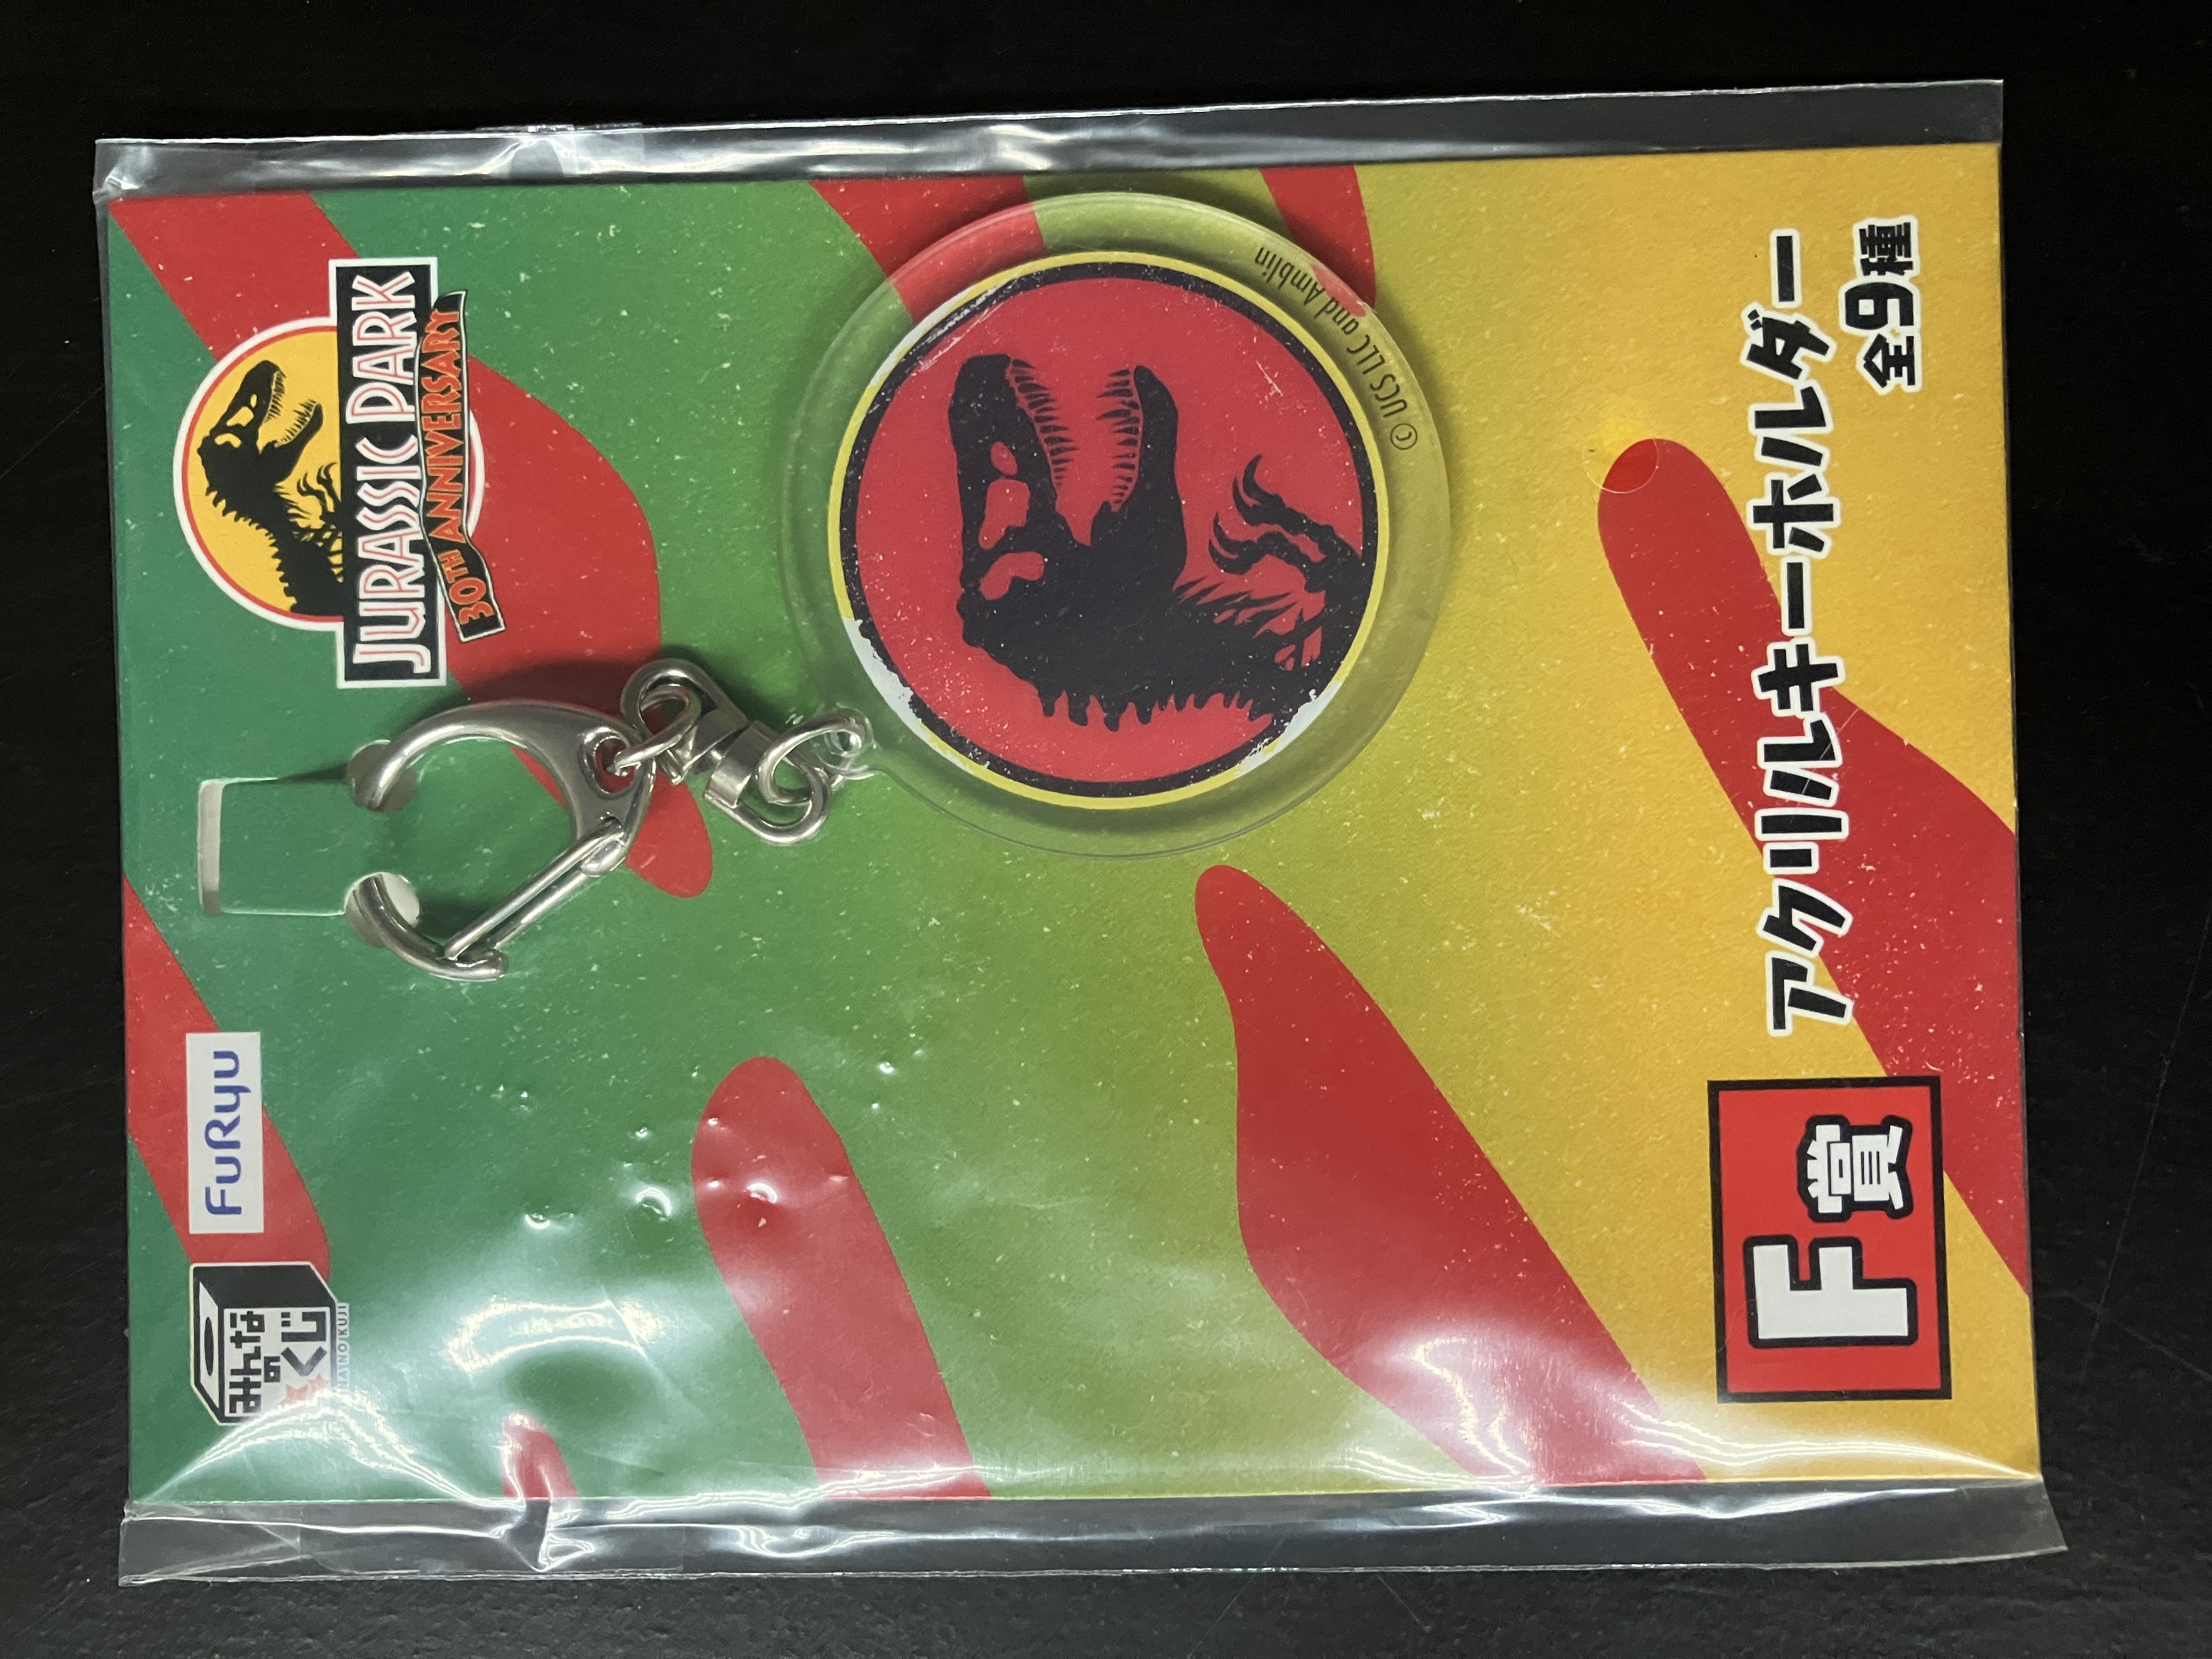 みんなの
くじ
FuRyu
JURASSIC PARK
30TH ANNIVERSARY
© UCS LLC and Amblin
F賞
アクリルキーホルダー
全9種